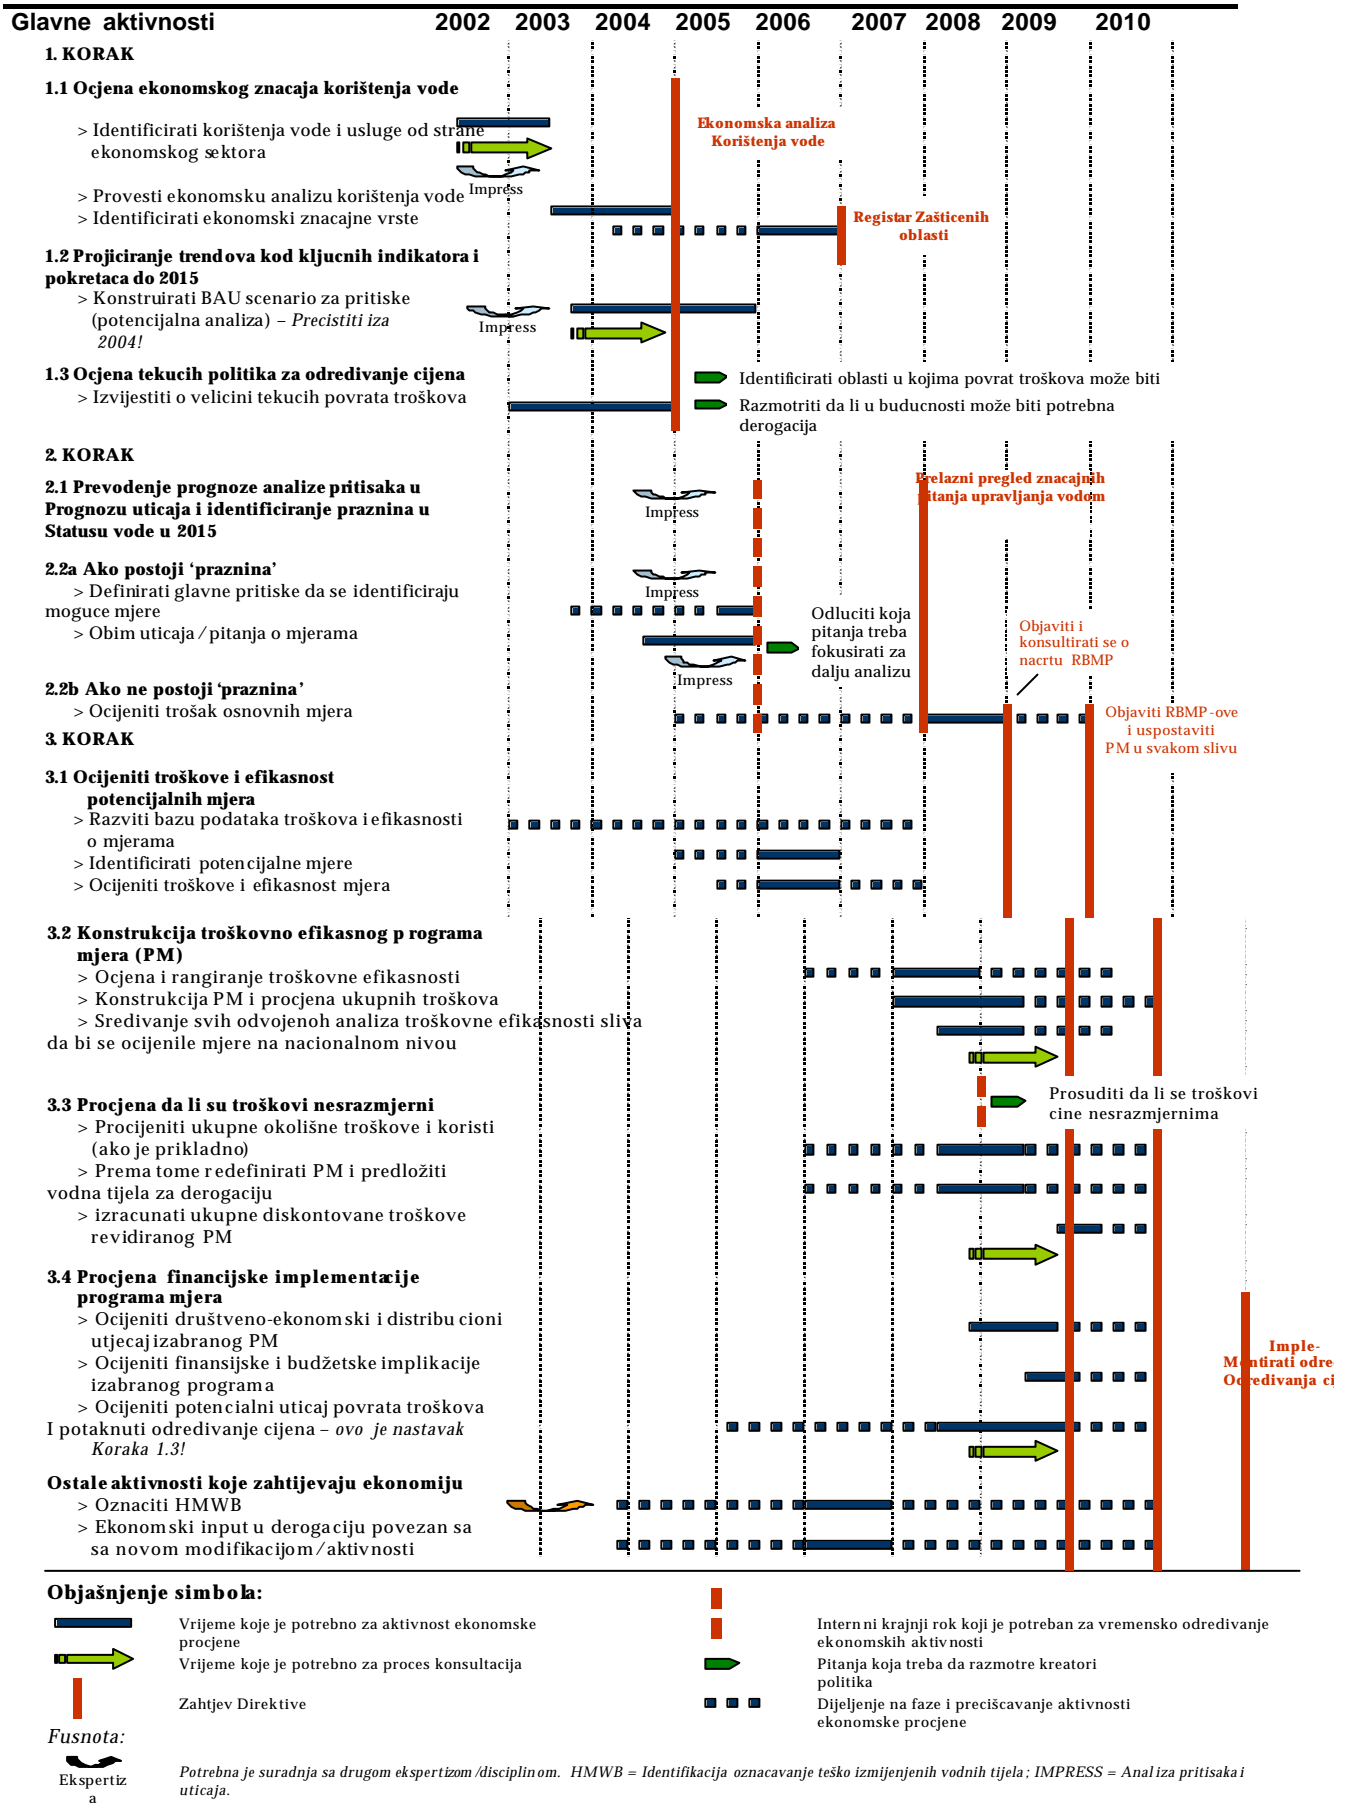 Glavne aktivnosti 2002 2003 2004 2005 2006 2007 2008 2009 2010
1. KORAK
1.1 Ocjena ekonomskog znacaja korištenja vode
> Identificirati korištenja vode i usluge od strane
ekonomskog sektora
Ekonomska analiza
Korištenja vode
Impress
> Provesti ekonomsku analizu korištenja vode
> Identificirati ekonomski znacajne vrste
Registar Zašticenih
oblasti
1.2 Projiciranje trendova kod kljucnih indikatora i
pokretaca do 2015
> Konstruirati BAU scenario za pritiske
(potencijalna analiza) – Precistiti iza
2004!
Impress
1.3 Ocjena tekucih politika za odredivanje cijena
> Izvijestiti o velicini tekucih povrata troškova
Identificirati oblasti u kojima povrat troškova može biti
Razmotriti da li u buducnosti može biti potrebna
derogacija
2. KORAK
2.1 Prevodenje prognoze analize pritisaka u
Prognozu uticaja i identificiranje praznina u
Statusu vode u 2015
Impress
Prelazni pregled znacajnih
pitanja upravljanja vodom
2.2a Ako postoji ‘praznina’
> Definirati glavne pritiske da se identificiraju
moguce mjere
> Obim uticaja / pitanja o mjerama
Impress
Impress
Odluciti koja
pitanja treba
fokusirati za
dalju analizu
Objaviti i
konsultirati se o
nacrtu RBMP
2.2b Ako ne postoji ‘praznina’
> Ocijeniti trošak osnovnih mjera
Objaviti RBMP-ove
i uspostaviti
PM u svakom slivu
3. KORAK
3.1 Ocijeniti troškove i efikasnost
potencijalnih mjera
> Razviti bazu podataka troškova i efikasnosti
o mjerama
> Identificirati potencijalne mjere
> Ocijeniti troškove i efikasnost mjera
3.2 Konstrukcija troškovno efikasnog p rograma
mjera (PM)
> Ocjena i rangiranje troškovne efikasnosti
> Konstrukcija PM i procjena ukupnih troškova
> Sredivanje svih odvojenoh analiza troškovne efikasnosti sliva
da bi se ocijenile mjere na nacionalnom nivou
3.3 Procjena da li su troškovi nesrazmjerni
> Procijeniti ukupne okolišne troškove i koristi
(ako je prikladno)
> Prema tome redefinirati PM i predložiti
vodna tijela za derogaciju
> izracunati ukupne diskontovane troškove
revidiranog PM
Prosuditi da li se troškovi
cine nesrazmjernima
3.4 Procjena financijske implementacije
programa mjera
> Ocijeniti društveno-ekonomski i distribu cioni
utjecaj izabranog PM
> Ocijeniti finansijske i budžetske implikacije
izabranog programa
> Ocijeniti potencialni uticaj povrata troškova
I potaknuti odredivanje cijena – ovo je nastavak
Koraka 1.3!
Imple-
Mentirati odre-
Odredivanja ci
Ostale aktivnosti koje zahtijevaju ekonomiju
> Oznaciti HMWB
> Ekonomski input u derogaciju povezan sa
sa novom modifikacijom/aktivnosti
Objašnjenje simbola:
Vrijeme koje je potrebno za aktivnost ekonomske
procjene
Vrijeme koje je potrebno za proces konsultacija
Zahtjev Direktive
Internni krajnji rok koji je potreban za vremensko odredivanje
ekonomskih aktivnosti
Pitanja koja treba da razmotre kreatori
politika
Dijeljenje na faze i precišcavanje aktivnosti
ekonomske procjene
Fusnota:
Ekspertiz
a
Potrebna je suradnja sa drugom ekspertizom/disciplinom. HMWB = Identifikacija oznacavanje teško izmijenjenih vodnih tijela; IMPRESS = Analiza pritisaka i
uticaja.